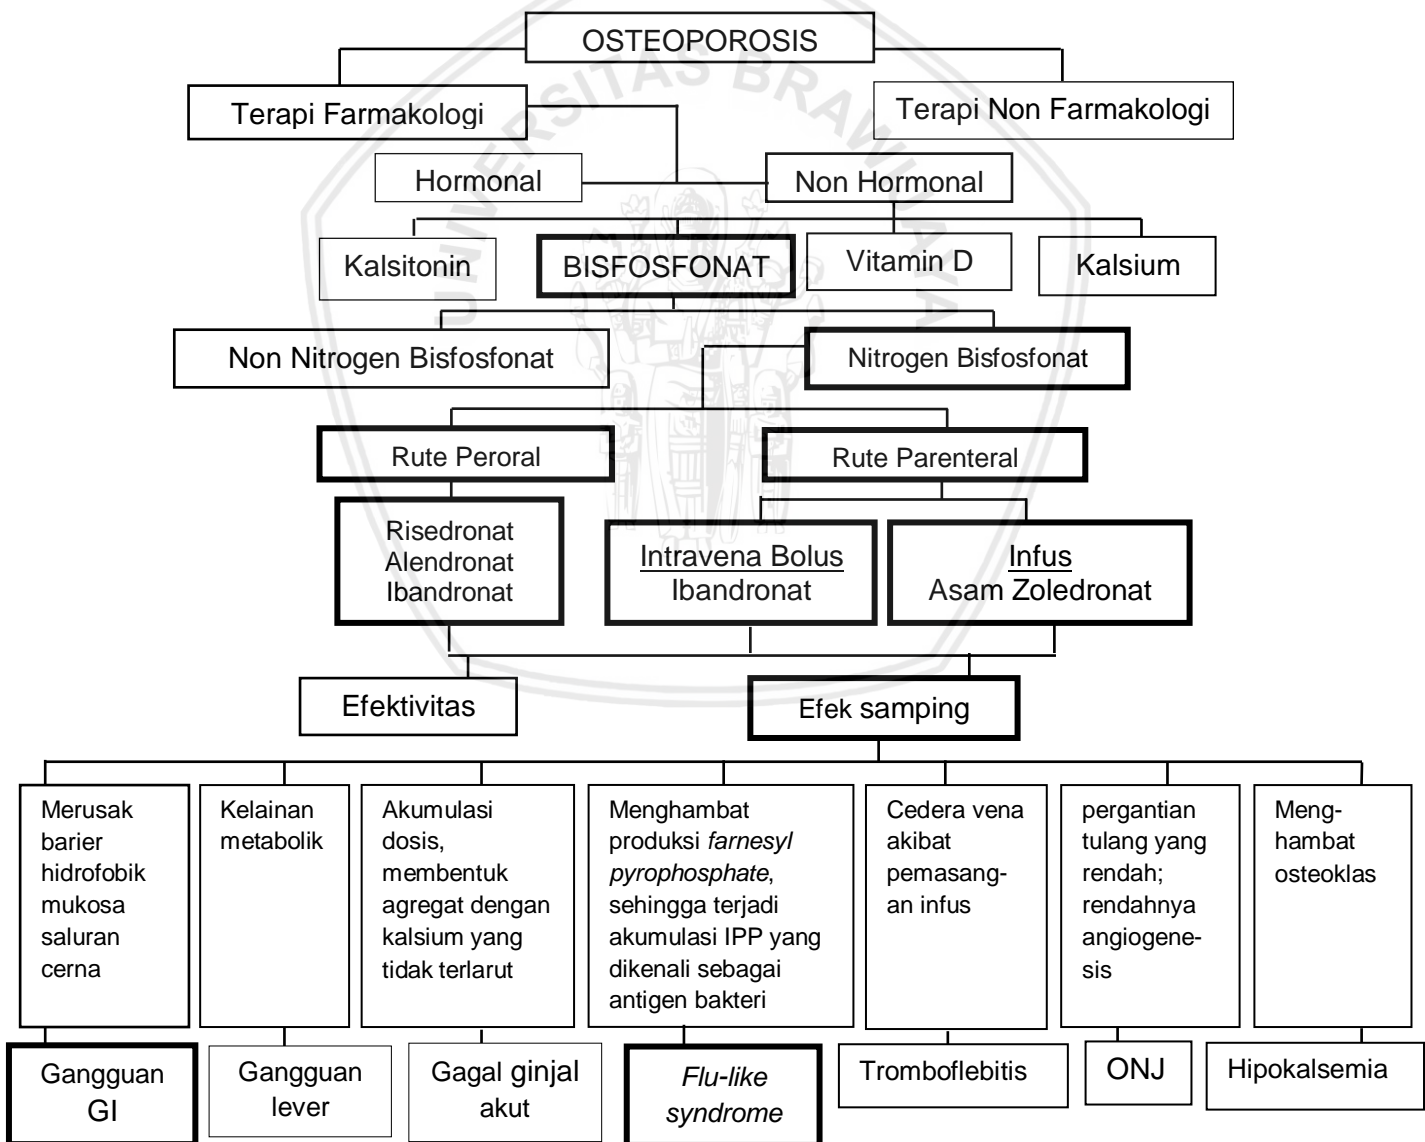 OSTEOPOROSIS
UNIVERSITAS BRAWIJAYA
Terapi Farmakologi
Terapi Non Farmakologi
Hormonal
Non Hormonal
Kalsitonin
BISFOSFONAT
Vitamin D
Kalsium
Non Nitrogen Bisfosfonat
Nitrogen Bisfosfonat
Rute Peroral
Rute Parenteral
Risedronat
Alendronat
Ibandronat
Intravena Bolus
Ibandronat
Infus
Asam Zoledronat
Efektivitas
Efek samping
Merusak
barier
hidrofobik
mukosa
saluran
cerna
Kelainan
metabolik
Akumulasi
dosis,
membentuk
agregat dengan
kalsium yang
tidak terlarut
Menghambat
produksi farnesyl
pyrophosphate,
sehingga terjadi
akumulasi IPP yang
dikenali sebagai
antigen bakteri
Cedera vena
akibat
pemasang-
an infus
pergantian
tulang yang
rendah;
rendahnya
angiogene-
sis
Meng-
hambat
osteoklas
Gangguan
GI
Gangguan
lever
Gagal ginjal
akut
Flu-like
syndrome
Tromboflebitis
ONJ
Hipokalsemia